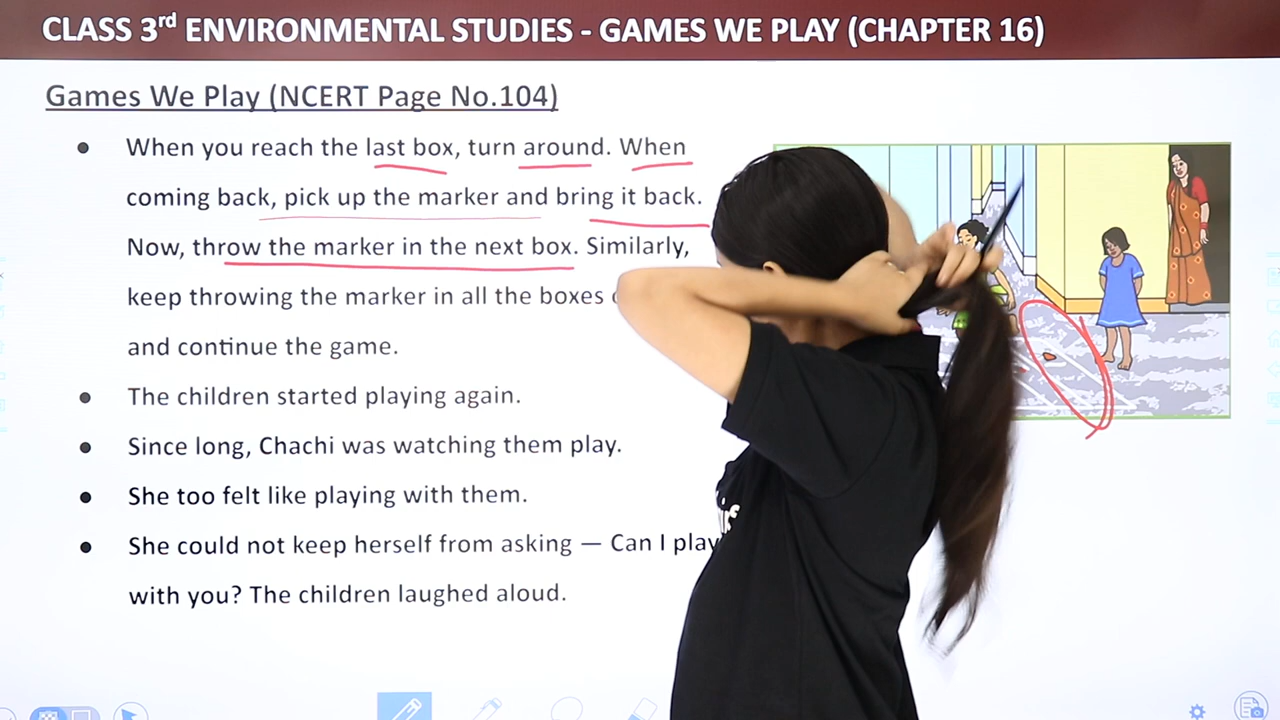 CLASS 3rd ENVIRONMENTAL STUDIES - GAMES WE PLAY (CHAPTER 16)
Games We Play (NCERT Page No.104)
● When you reach the last box, turn around. When
coming back, pick up the marker and bring it back.
Now, throw the marker in the next box. Similarly,
keep throwing the marker in all the boxes
and continue the game.
● The children started playing again.
● Since long, Chachi was watching them play.
● She too felt like playing with them.
● She could not keep herself from asking — Can I play
with you? The children laughed aloud.